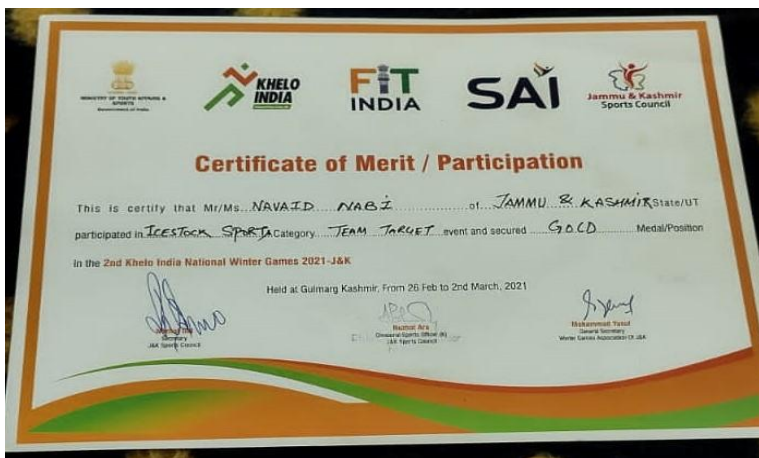 MINISTRY OF YOUTH AFFAIRS &
SPORTS
Government of India
KHELO
INDIA
FIT
INDIA
SAI
Jammu & Kashmir
Sports Council
Certificate of Merit / Participation
This is certify that Mr/Ms. NAVAID NABI of JAMMU & KASHMIR State/UT
participated in ICESTOCK SPORT Category TEAM TARGET event and secured GOLD Medal/Position
in the 2nd Khelo India National Winter Games 2021-J&K
Held at Gulmarg Kashmir, From 26 Feb to 2nd March, 2021
Secretary
J&K Sports Council
Nuzhat Ara
Divisional Sports Officer (K)
J&K Sports Council
Mohammad Yusuf
General Secretary
Winter Games Association Of J&K